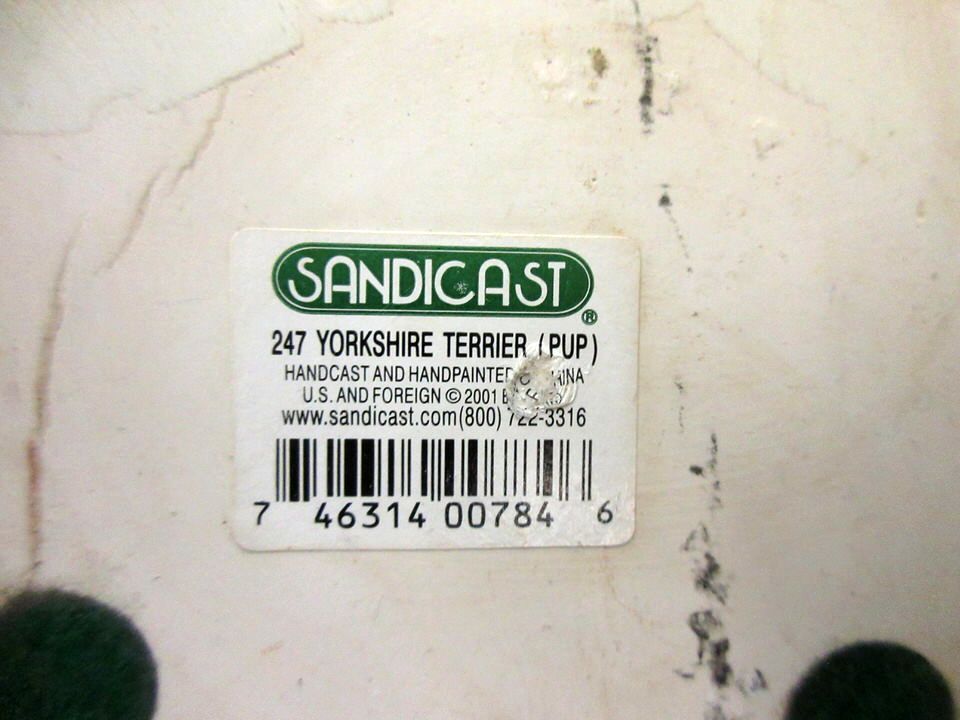 SANDICAST®
247 YORKSHIRE TERRIER (PUP)
HANDCAST AND HANDPAINTED
U.S. AND FOREIGN © 2001
www.sandicast.com (800) 722-3316
7 46314 00784 6